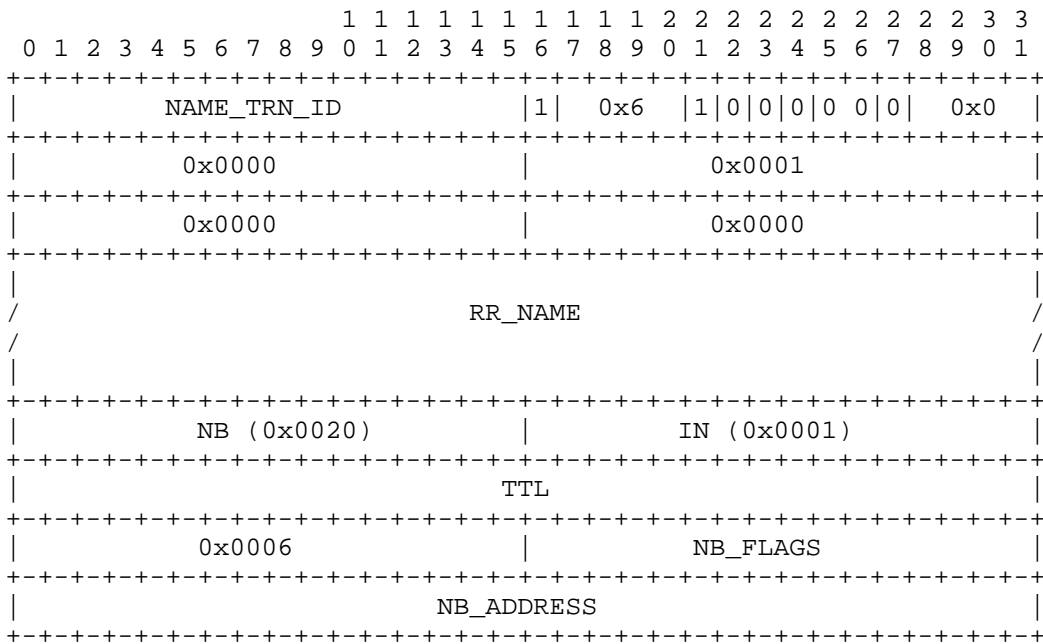 1 1 1 1 1 1 1 1 1 1 2 2 2 2 2 2 2 2 2 2 3 3
 0 1 2 3 4 5 6 7 8 9 0 1 2 3 4 5 6 7 8 9 0 1 2 3 4 5 6 7 8 9 0 1
+-+-+-+-+-+-+-+-+-+-+-+-+-+-+-+-+-+-+-+-+-+-+-+-+-+-+-+-+-+-+-+-+
|         NAME_TRN_ID           |1|  0x6  |1|0|0|0|0 0|0|  0x0  |
+-+-+-+-+-+-+-+-+-+-+-+-+-+-+-+-+-+-+-+-+-+-+-+-+-+-+-+-+-+-+-+-+
|          0x0000               |           0x0001              |
+-+-+-+-+-+-+-+-+-+-+-+-+-+-+-+-+-+-+-+-+-+-+-+-+-+-+-+-+-+-+-+-+
|          0x0000               |           0x0000              |
+-+-+-+-+-+-+-+-+-+-+-+-+-+-+-+-+-+-+-+-+-+-+-+-+-+-+-+-+-+-+-+-+
|                                                               |
/                            RR_NAME                            /
/                                                               /
|                                                               |
+-+-+-+-+-+-+-+-+-+-+-+-+-+-+-+-+-+-+-+-+-+-+-+-+-+-+-+-+-+-+-+-+
|           NB (0x0020)         |         IN (0x0001)           |
+-+-+-+-+-+-+-+-+-+-+-+-+-+-+-+-+-+-+-+-+-+-+-+-+-+-+-+-+-+-+-+-+
|                              TTL                              |
+-+-+-+-+-+-+-+-+-+-+-+-+-+-+-+-+-+-+-+-+-+-+-+-+-+-+-+-+-+-+-+-+
|           0x0006              |          NB_FLAGS             |
+-+-+-+-+-+-+-+-+-+-+-+-+-+-+-+-+-+-+-+-+-+-+-+-+-+-+-+-+-+-+-+-+
|                          NB_ADDRESS                           |
+-+-+-+-+-+-+-+-+-+-+-+-+-+-+-+-+-+-+-+-+-+-+-+-+-+-+-+-+-+-+-+-+